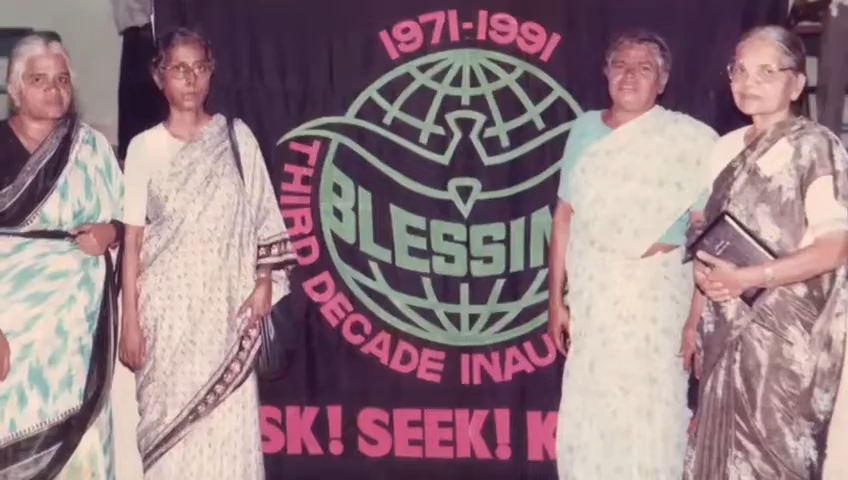 1971-1991
BLESSIN
THIRD DECADE INAU
SK! SEEK! K